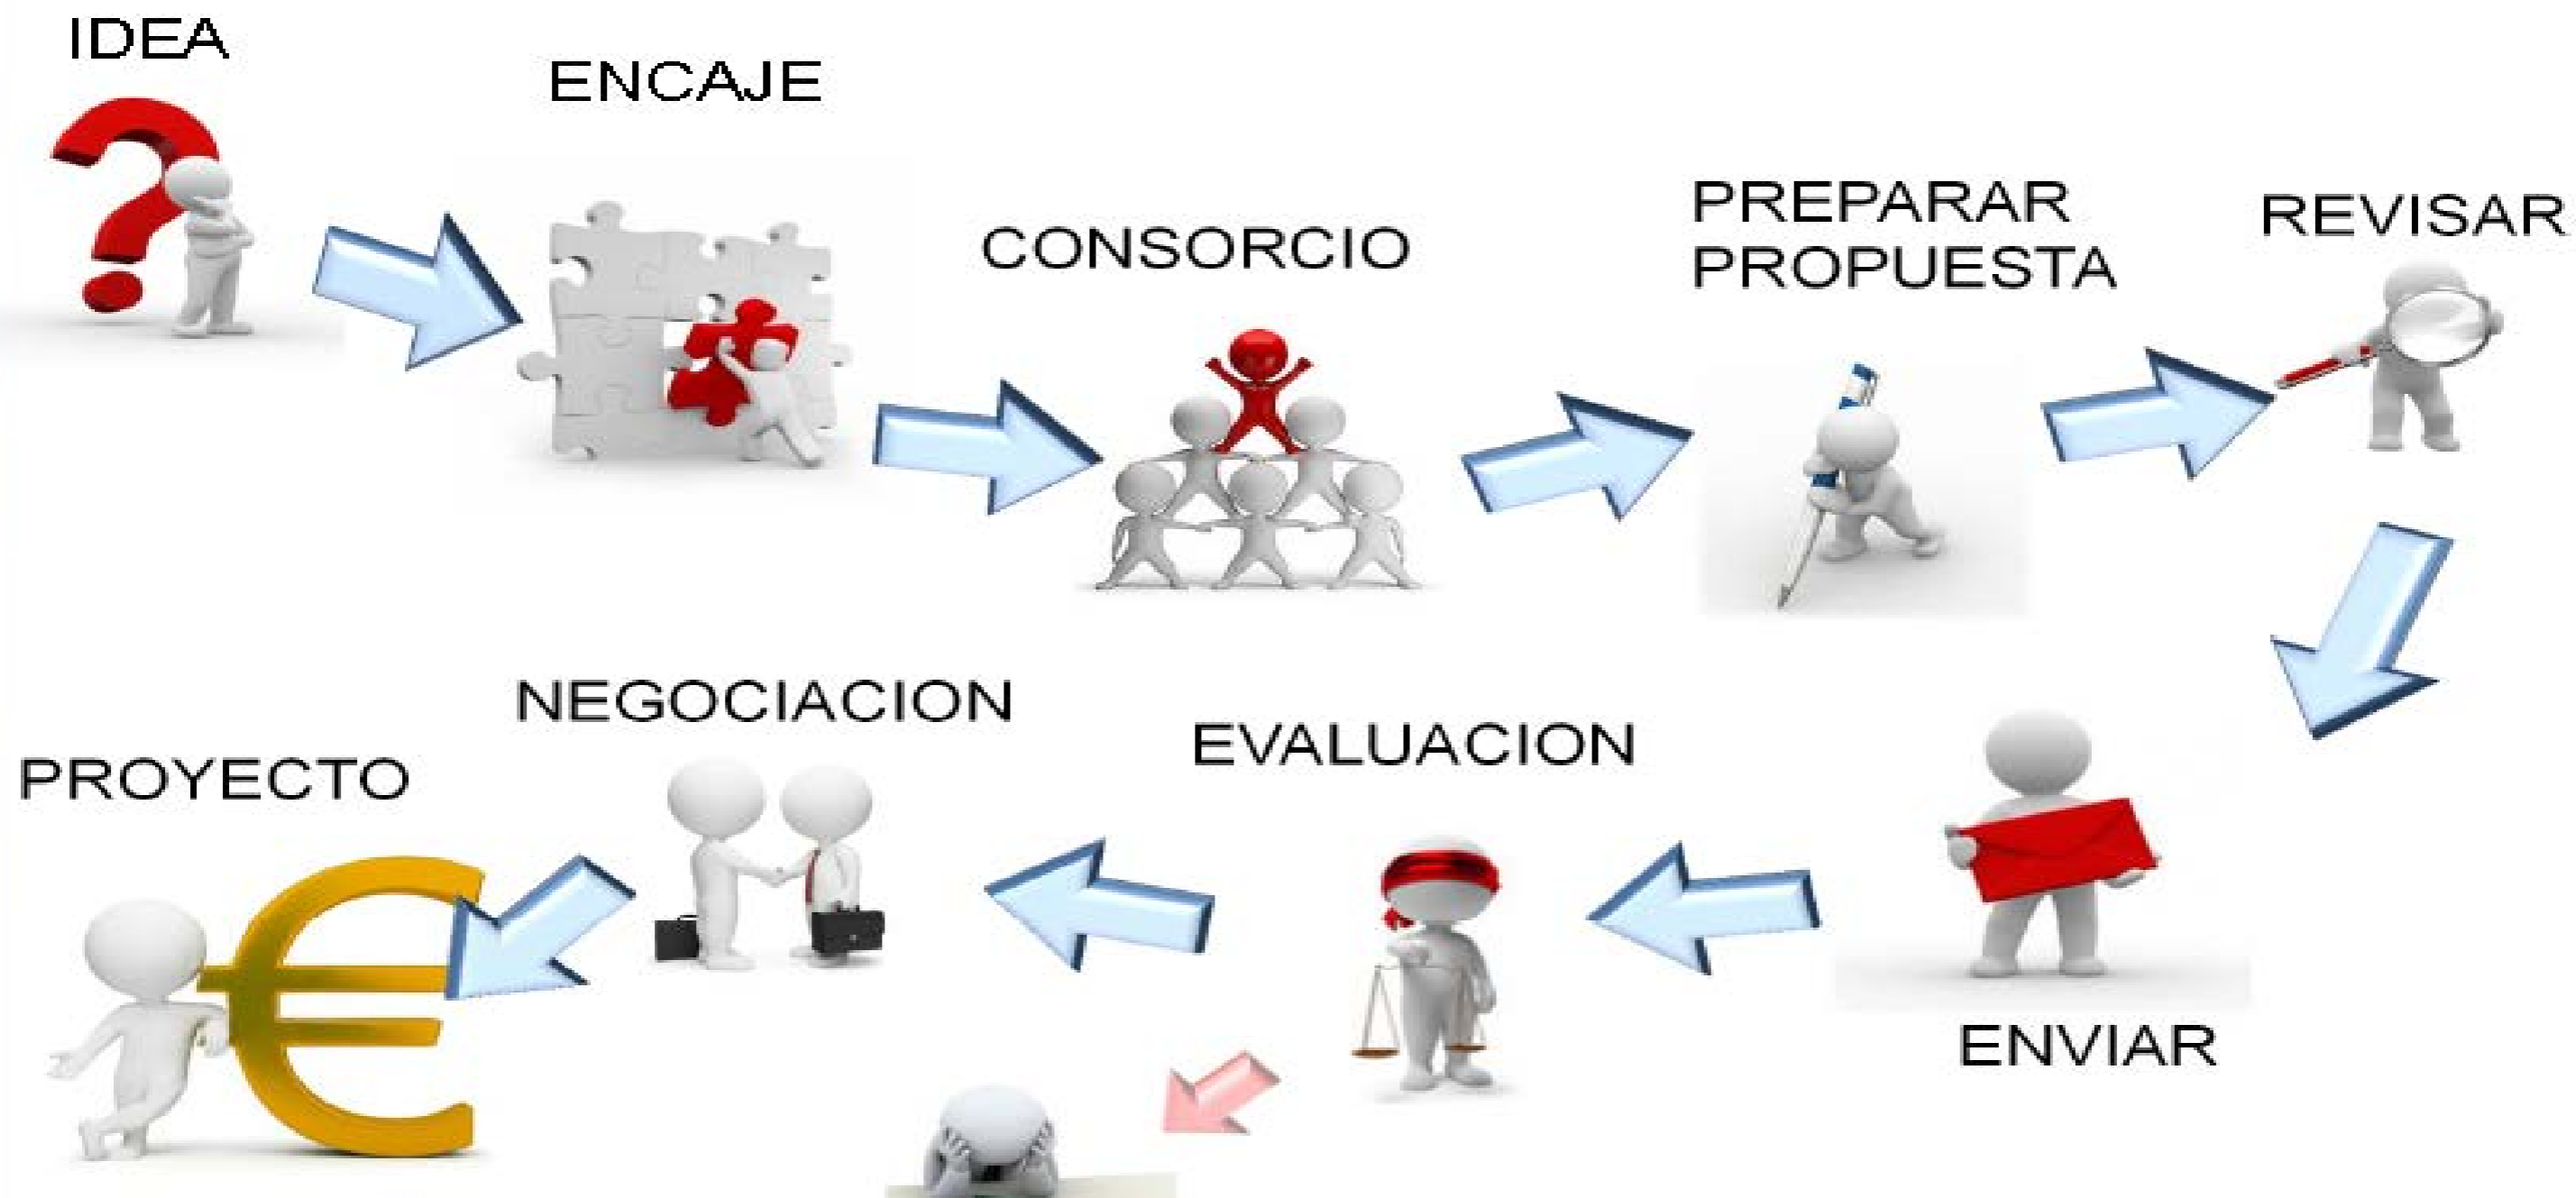 IDEA
ENCAJE
CONSORCIO
PREPARAR
PROPUESTA
REVISAR
ENVIAR
EVALUACION
NEGOCIACION
PROYECTO